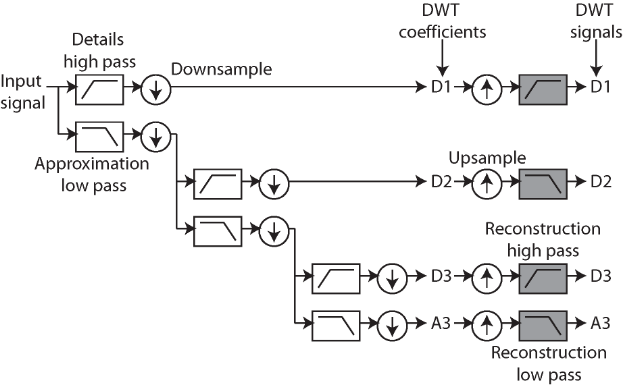 DWT
coefficients
DWT
signals
Details
high pass
Input
signal
Downsample
D1
D1
Approximation
low pass
Upsample
D2
D2
Reconstruction
high pass
D3
D3
A3
A3
Reconstruction
low pass